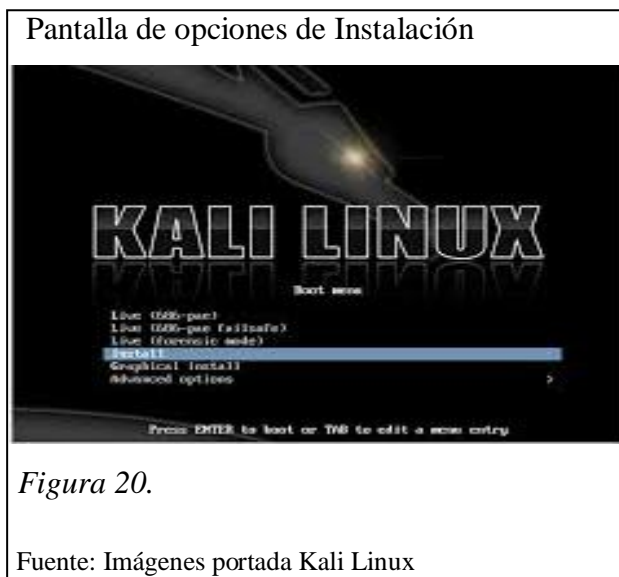 Pantalla de opciones de Instalación
KALI LINUX
Boot menu
Live (686-pae)
Live (686-pae failsafe)
Live (forensic mode)
Install
Graphical install
Advanced options >
Press ENTER to boot or TAB to edit a menu entry
Figura 20.
Fuente: Imágenes portada Kali Linux